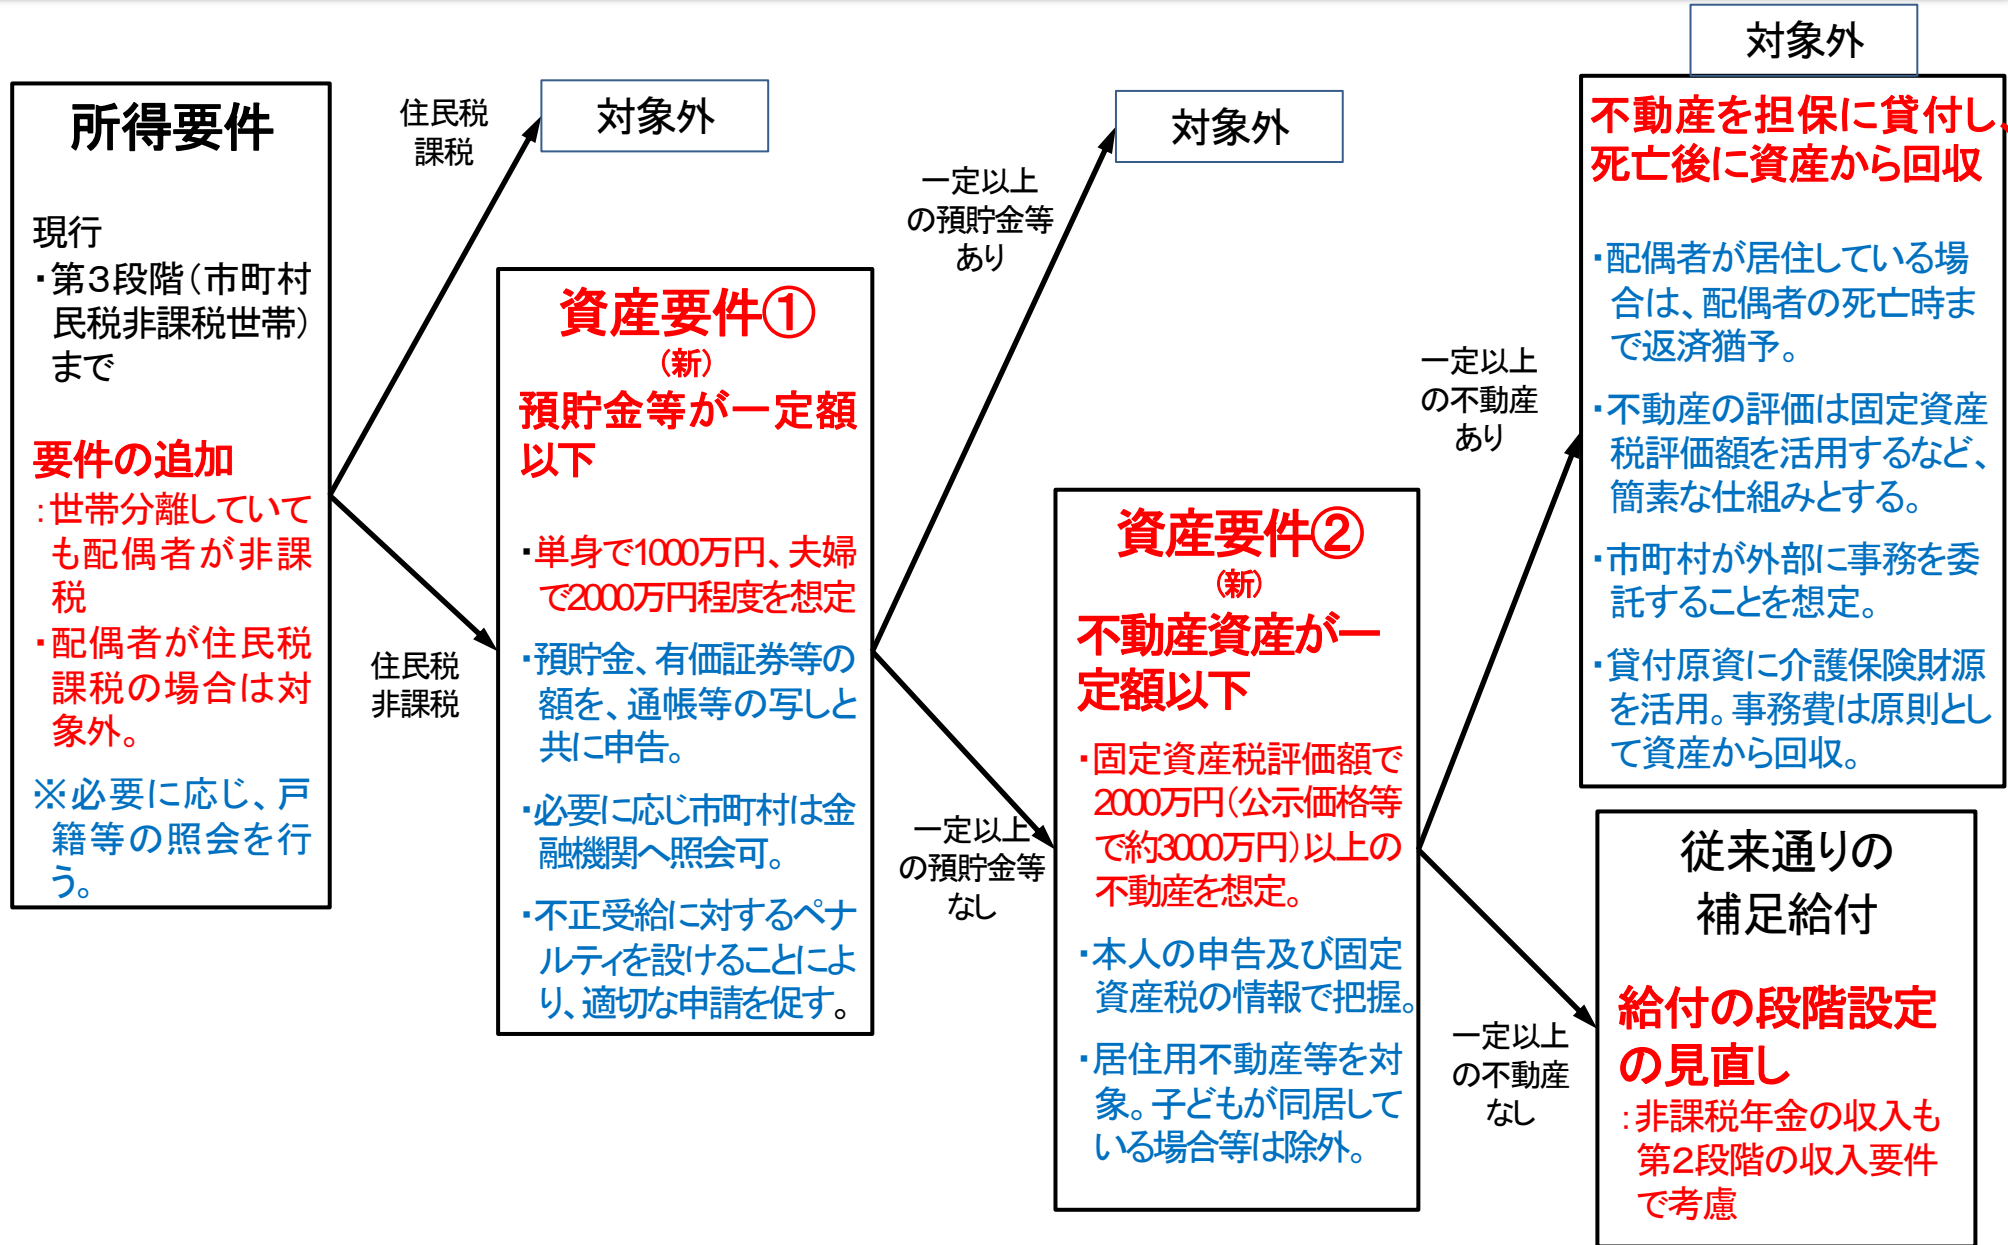 所得要件
現行
・第3段階(市町村
民税非課税世帯)
まで
要件の追加
:世帯分離していて
も配偶者が非課
税
・配偶者が住民税
課税の場合は対
象外。
※必要に応じ、戸
籍等の照会を行
う。
住民税
課税
対象外
住民税
非課税
資産要件①
(新)
預貯金等が一定額
以下
・単身で1000万円、夫婦
で2000万円程度を想定
・預貯金、有価証券等の
額を、通帳等の写しと
共に申告。
・必要に応じ市町村は金
融機関へ照会可。
・不正受給に対するペナ
ルティを設けることによ
り、適切な申請を促す。
一定以上
の預貯金等
あり
対象外
一定以上
の預貯金等
なし
資産要件②
(新)
不動産資産が一
定額以下
・固定資産税評価額で
2000万円(公示価格等
で約3000万円)以上の
不動産を想定。
・本人の申告及び固定
資産税の情報で把握。
・居住用不動産等を対
象。子どもが同居して
いる場合等は除外。
一定以上
の不動産
あり
対象外
不動産を担保に貸付し、
死亡後に資産から回収
・配偶者が居住している場
合は、配偶者の死亡時ま
で返済猶予。
・不動産の評価は固定資産
税評価額を活用するなど、
簡素な仕組みとする。
・市町村が外部に事務を委
託することを想定。
・貸付原資に介護保険財源
を活用。事務費は原則とし
て資産から回収。
一定以上
の不動産
なし
従来通りの
補足給付
給付の段階設定
の見直し
:非課税年金の収入も
第2段階の収入要件
で考慮